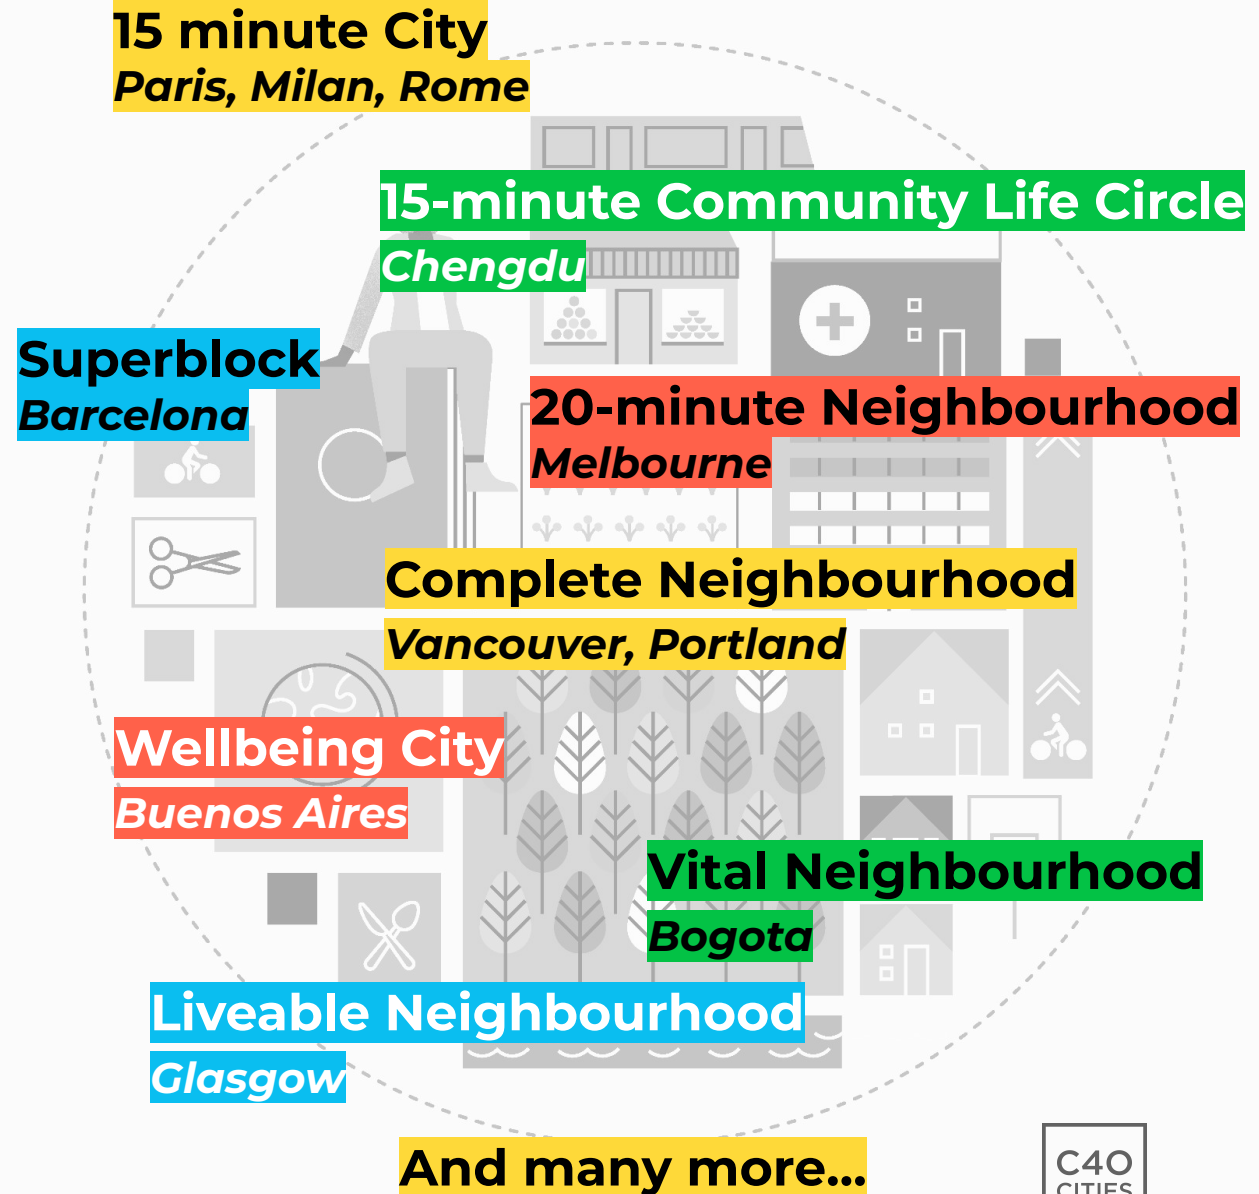 15 minute City
Paris, Milan, Rome
15-minute Community Life Circle
Chengdu
Superblock
Barcelona
20-minute Neighbourhood
Melbourne
Complete Neighbourhood
Vancouver, Portland
Wellbeing City
Buenos Aires
Vital Neighbourhood
Bogota
Liveable Neighbourhood
Glasgow
And many more...
C40
CITIES